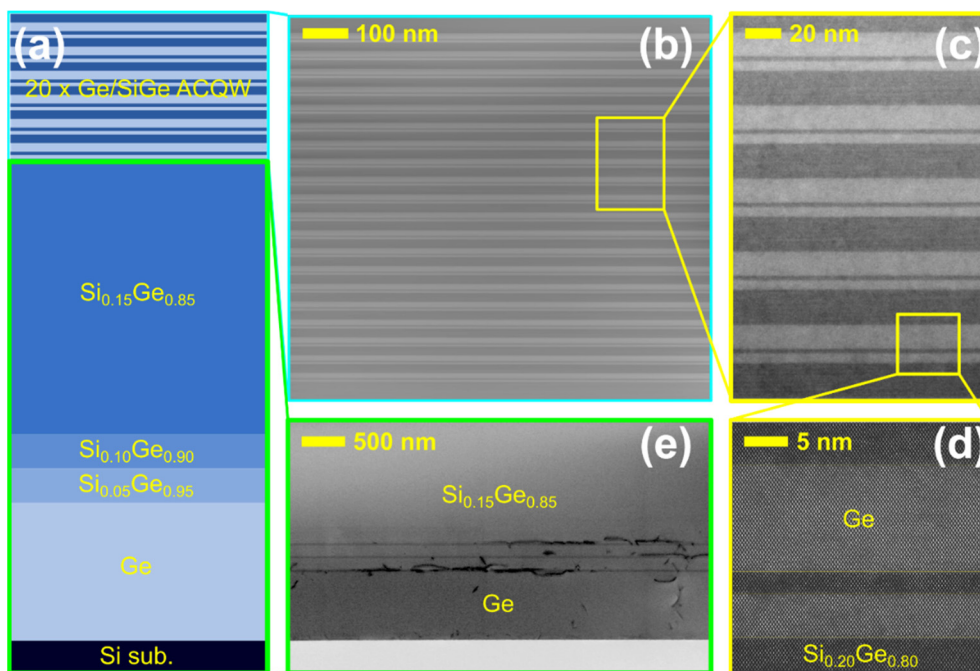 (a)
20 x Ge/SiGe ACQW
Si0.15Ge0.85
Si0.10Ge0.90
Si0.05Ge0.95
Ge
Si sub.
100 nm
(b)
20 nm
(c)
500 nm
(e)
Si0.15Ge0.85
Ge
5 nm
(d)
Ge
Si0.20Ge0.80